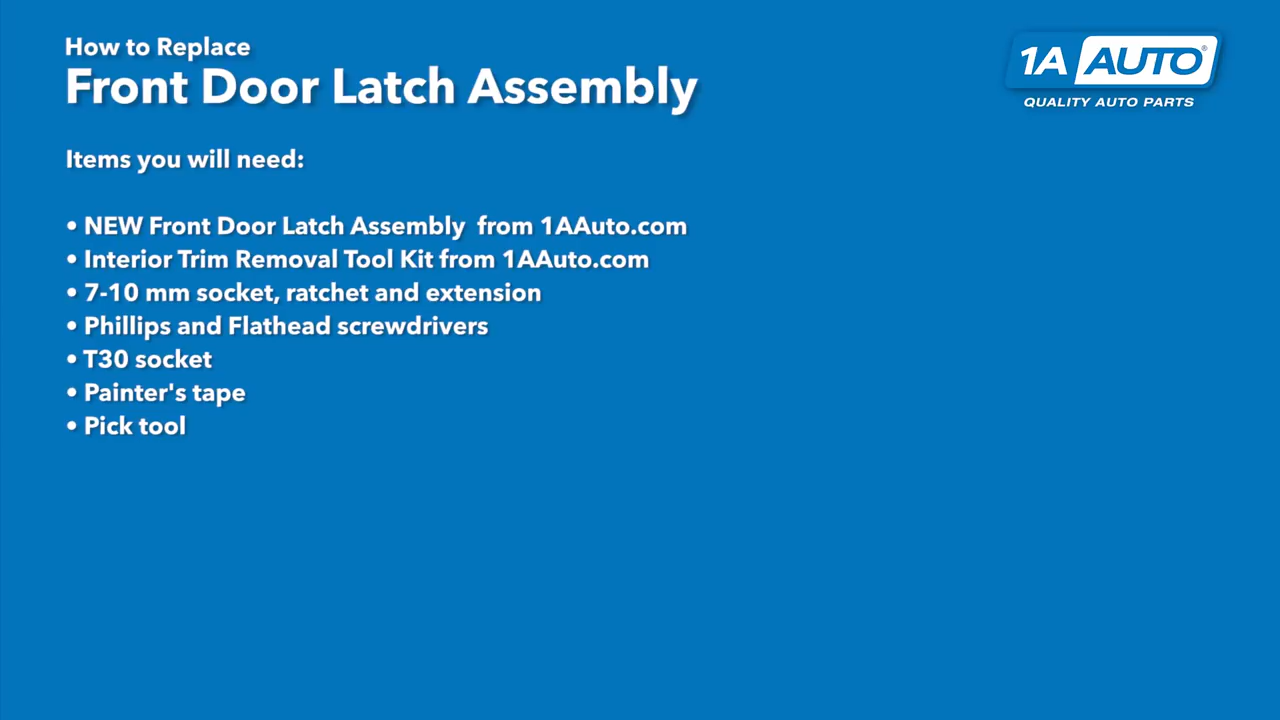 How to Replace
Front Door Latch Assembly
1A AUTO®
QUALITY AUTO PARTS
Items you will need:
• NEW Front Door Latch Assembly  from 1AAuto.com
• Interior Trim Removal Tool Kit from 1AAuto.com
• 7-10 mm socket, ratchet and extension
• Phillips and Flathead screwdrivers
• T30 socket
• Painter's tape
• Pick tool